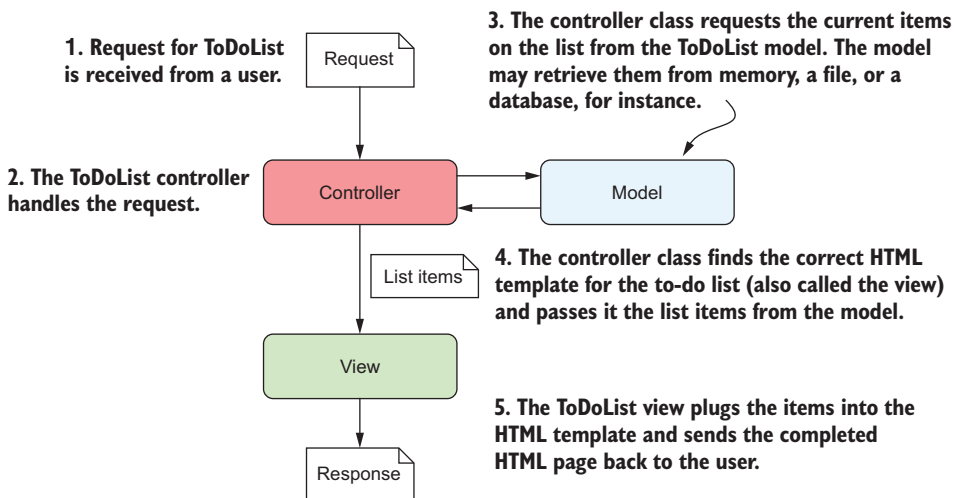 1. Request for ToDoList
is received from a user.
Request
3. The controller class requests the current items
on the list from the ToDoList model. The model
may retrieve them from memory, a file, or a
database, for instance.
2. The ToDoList controller
handles the request.
Controller
Model
List items
4. The controller class finds the correct HTML
template for the to-do list (also called the view)
and passes it the list items from the model.
View
5. The ToDoList view plugs the items into the
HTML template and sends the completed
HTML page back to the user.
Response